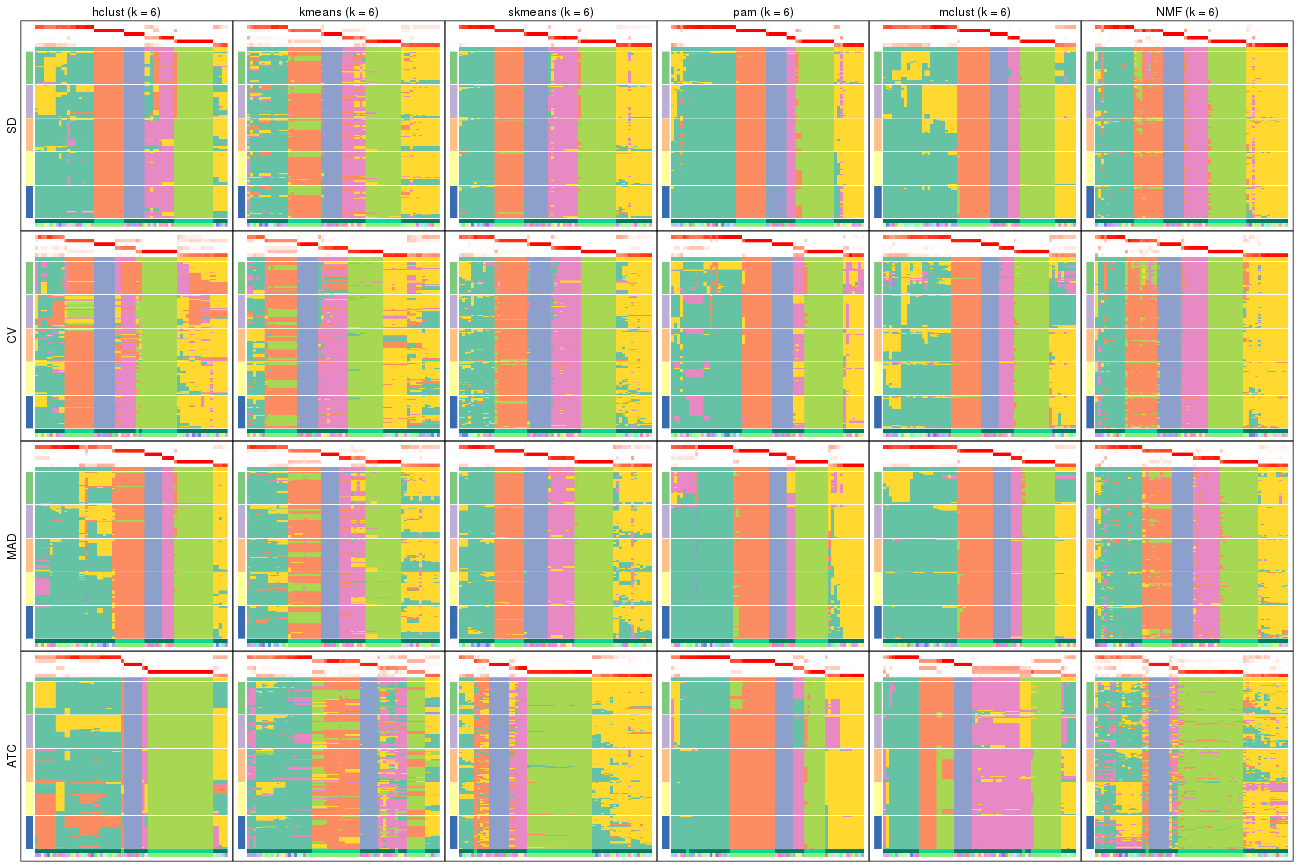 hclust (k = 6) kmeans (k = 6) skmeans (k = 6) pam (k = 6) mclust (k = 6) NMF (k = 6)
SD
CV
MAD
ATC